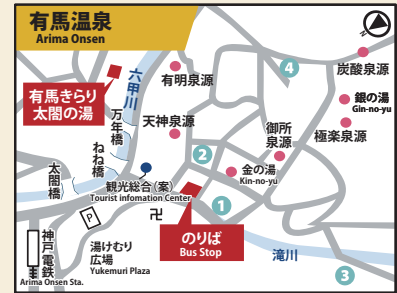 有馬温泉
Arima Onsen
N
4
炭酸泉源
六甲川
有明泉源
銀の湯
Gin-no-yu
有馬きらり
太閤の湯
万年橋
天神泉源
御所
泉源
極楽泉源
ねね橋
2
太閤橋
金の湯
Kin-no-yu
観光総合(案)
Tourist infomation Center
卍
1
P
のりば
Bus Stop
神戸電鉄
湯けむり
広場
Yukemuri Plaza
滝川
3
Arima Onsen Sta.